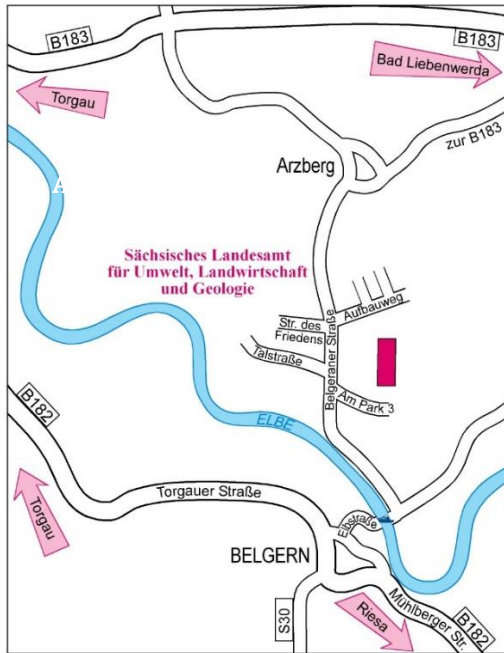 B183
B183
Bad Liebenwerda
Torgau
zur B183
Arzberg
A
Sächsisches Landesamt
für Umwelt, Landwirtschaft
und Geologie
Aufbauweg
Str. des
Friedens
Belgeraner Straße
Talstraße
Am Park 3
B182
ELBE
Torgauer Straße
Torgau
Elbstraße
BELGERN
Mühlberger Str.
S30
Riesa
B182